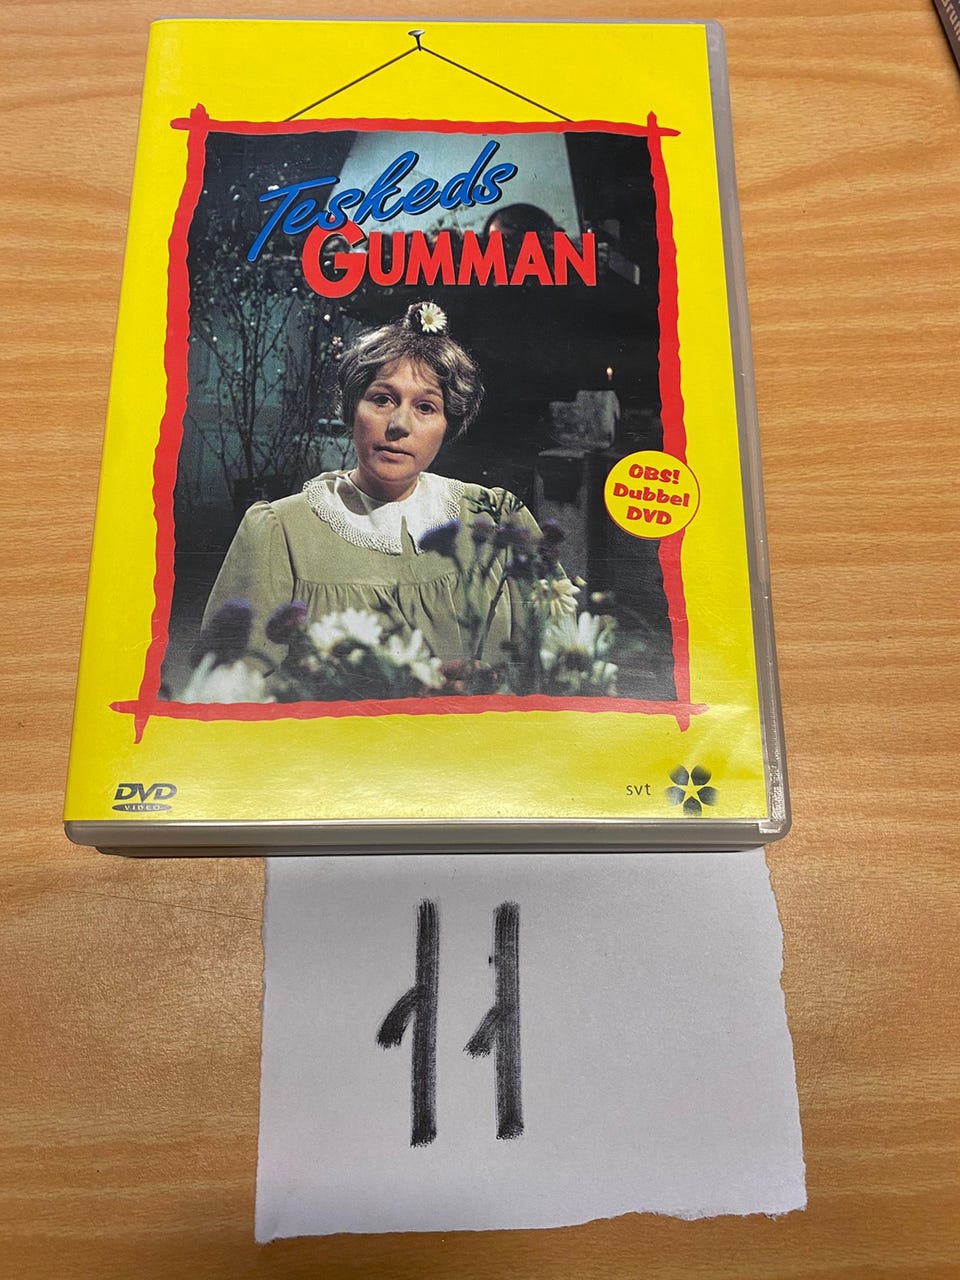 Teskeds
GUMMAN
OBS!
Dubbel
DVD
DVD
VIDEO
svt
11